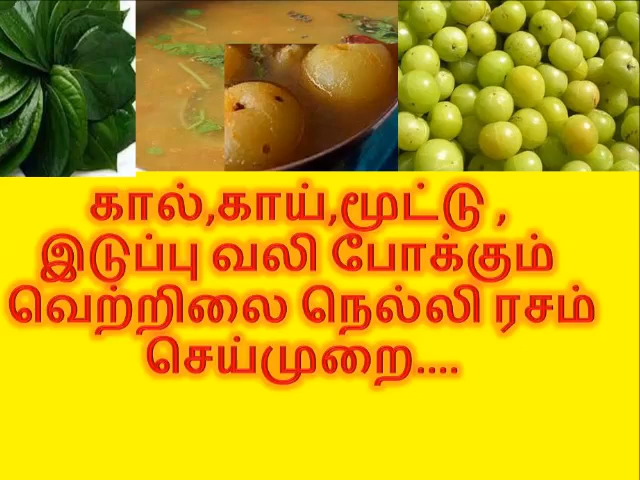 கால்,காய்,மூட்டு ,
இடுப்பு வலி போக்கும்
வெற்றிலை நெல்லி ரசம்
செய்முறை....